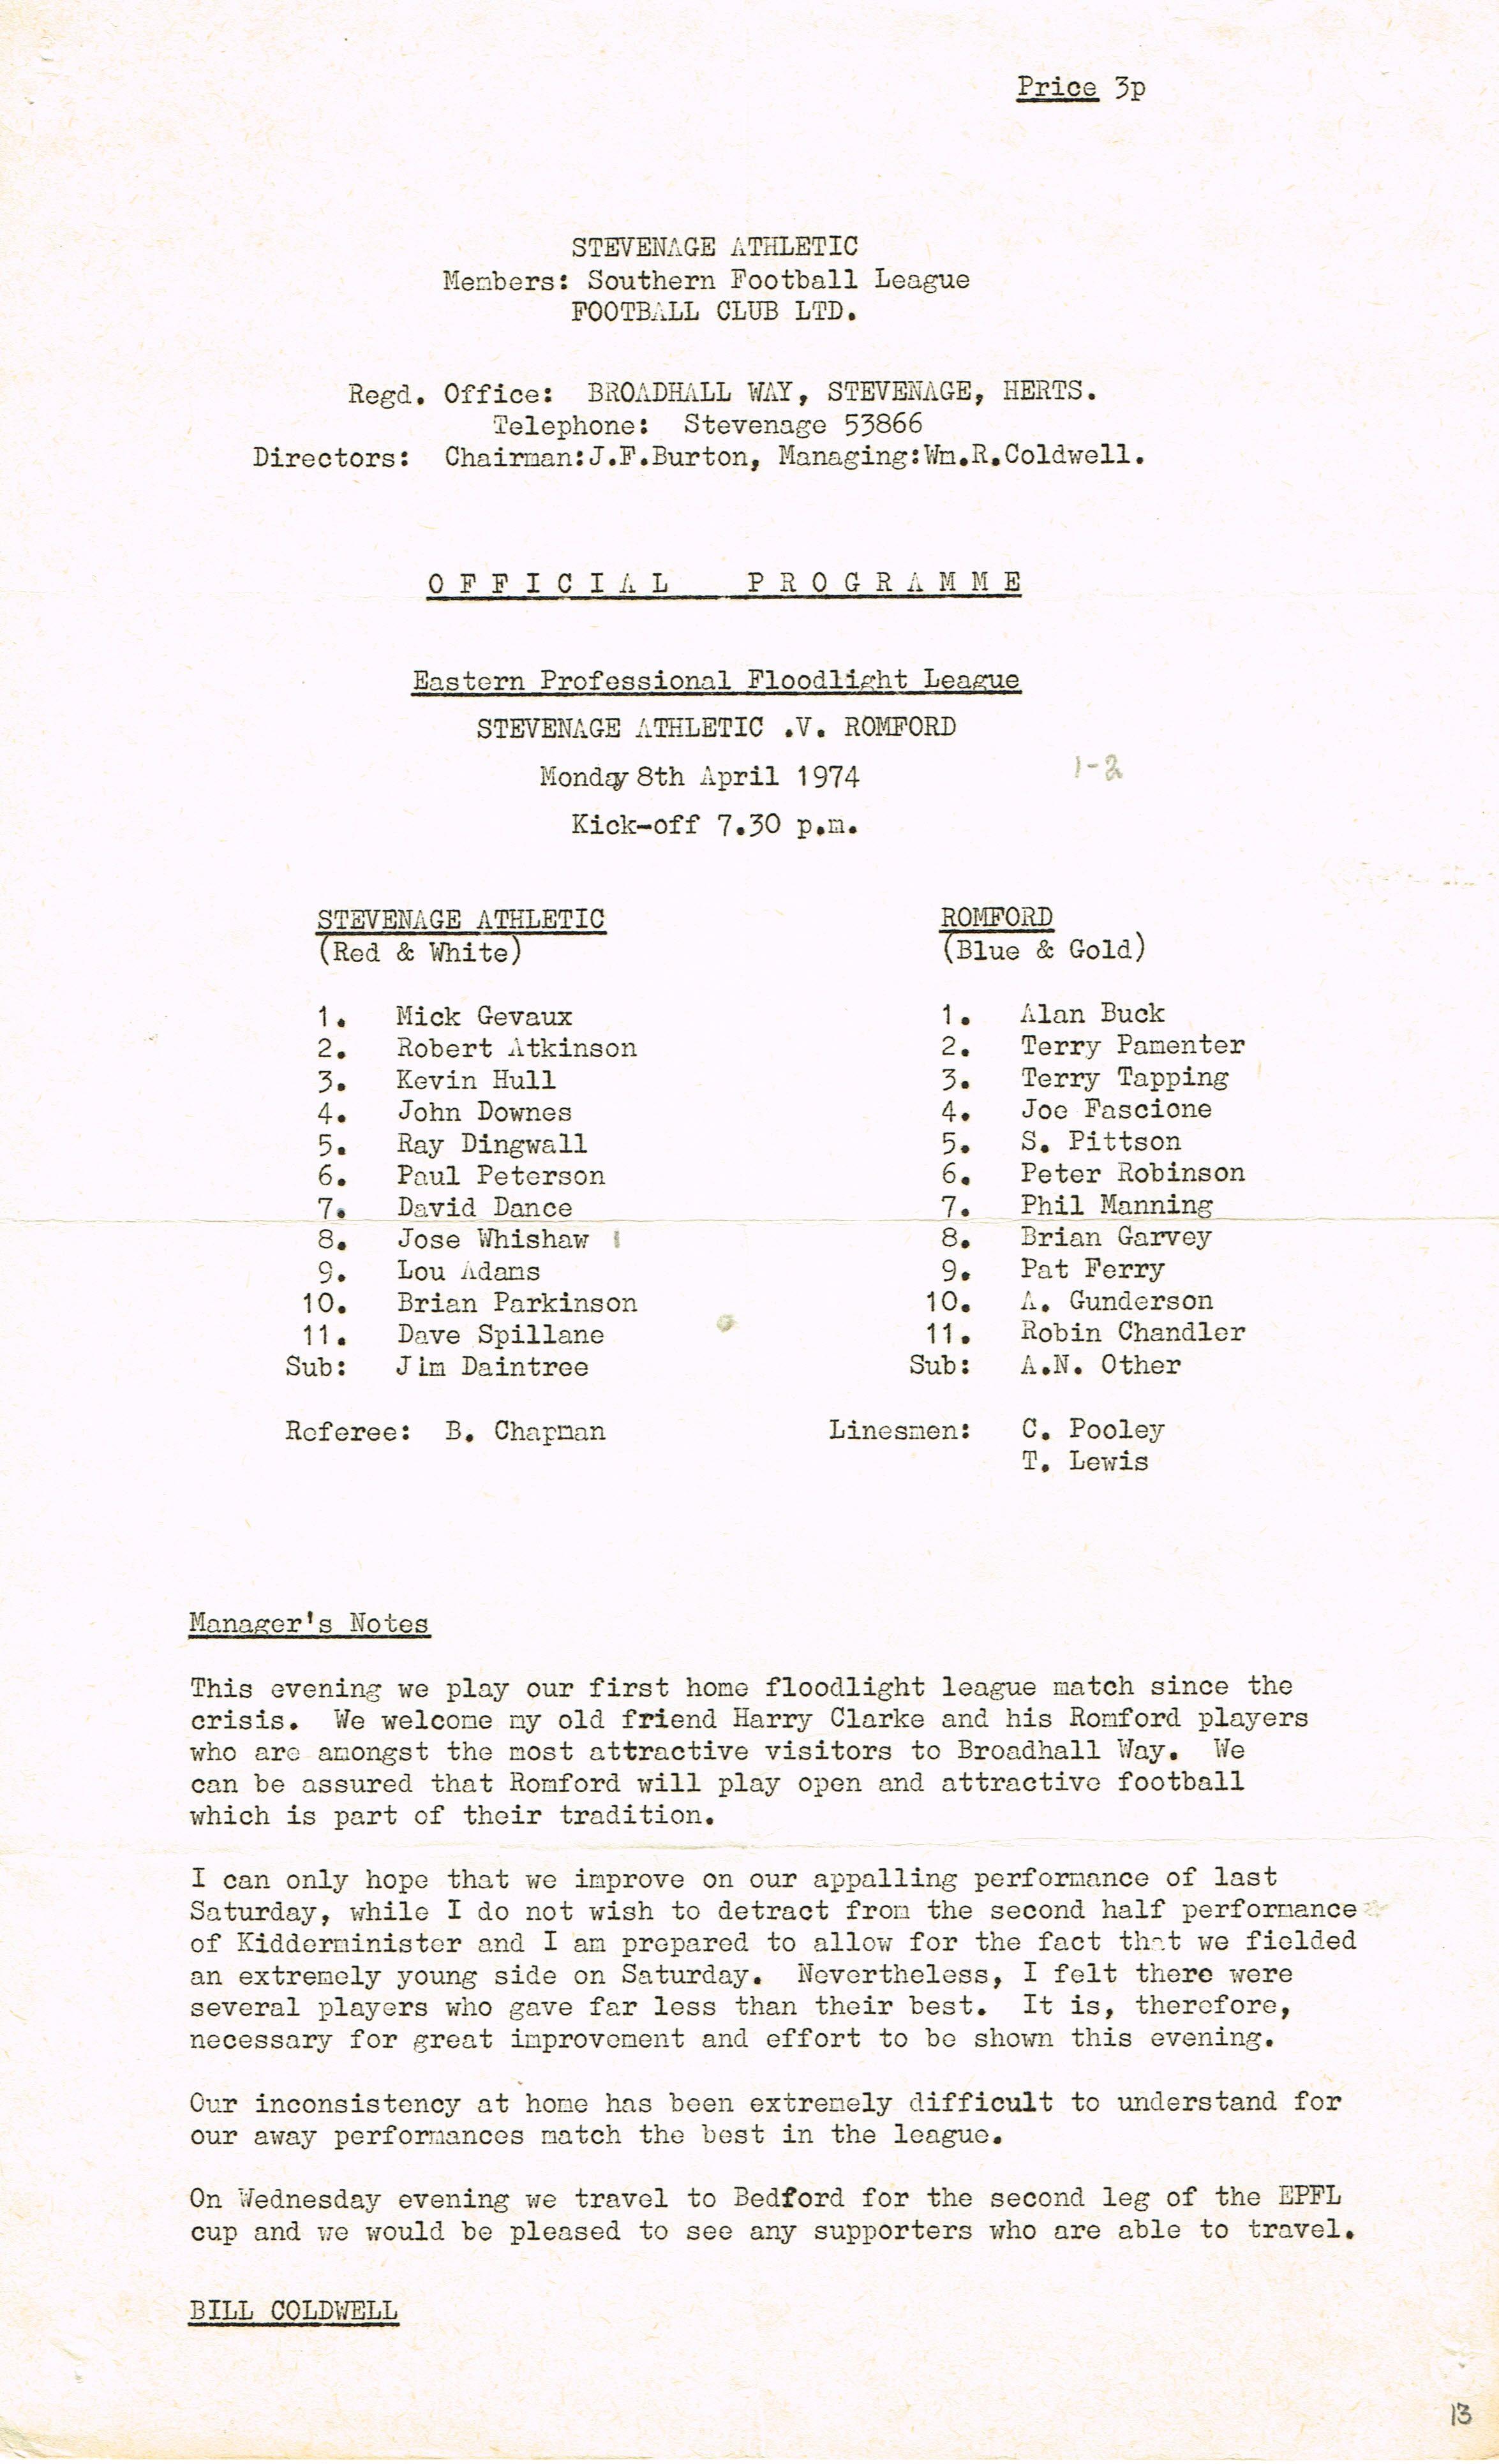 Price 3p
STEVENAGE ATHLETIC
Members: Southern Football League
FOOTBALL CLUB LTD.
Regd. Office: BROADHALL WAY, STEVENAGE, HERTS.
Telephone: Stevenage 53866
Directors: Chairman:J.F.Burton, Managing:Wm.R.Coldwell.
OFFICIAL PROGRAMME
Eastern Professional Floodlight League
STEVENAGE ATHLETIC .V. ROMFORD
Monday 8th April 1974 1-2
Kick-off 7.30 p.m.
STEVENAGE ATHLETIC
(Red & White)
1. Mick Gevaux
2. Robert Atkinson
3. Kevin Hull
4. John Downes
5. Ray Dingwall
6. Paul Peterson
7. David Dance
8. Jose Whishaw 1
9. Lou Adams
10. Brian Parkinson
11. Dave Spillane
Sub: Jim Daintree
Referee: B. Chapman
ROMFORD
(Blue & Gold)
1. Alan Buck
2. Terry Pamenter
3. Terry Tapping
4. Joe Fascione
5. S. Pittson
6. Peter Robinson
7. Phil Manning
8. Brian Garvey
9. Pat Ferry
10. A. Gunderson
11. Robin Chandler
Sub: A.N. Other
Linesmen: C. Pooley
T. Lewis
Manager's Notes
This evening we play our first home floodlight league match since the
crisis. We welcome my old friend Harry Clarke and his Romford players
who are amongst the most attractive visitors to Broadhall Way. We
can be assured that Romford will play open and attractive football
which is part of their tradition.
I can only hope that we improve on our appalling performance of last
Saturday, while I do not wish to detract from the second half performance
of Kidderminister and I am prepared to allow for the fact that we fielded
an extremely young side on Saturday. Nevertheless, I felt there were
several players who gave far less than their best. It is, therefore,
necessary for great improvement and effort to be shown this evening.
Our inconsistency at home has been extremely difficult to understand for
our away performances match the best in the league.
On Wednesday evening we travel to Bedford for the second leg of the EPFL
cup and we would be pleased to see any supporters who are able to travel.
BILL COLDWELL
13